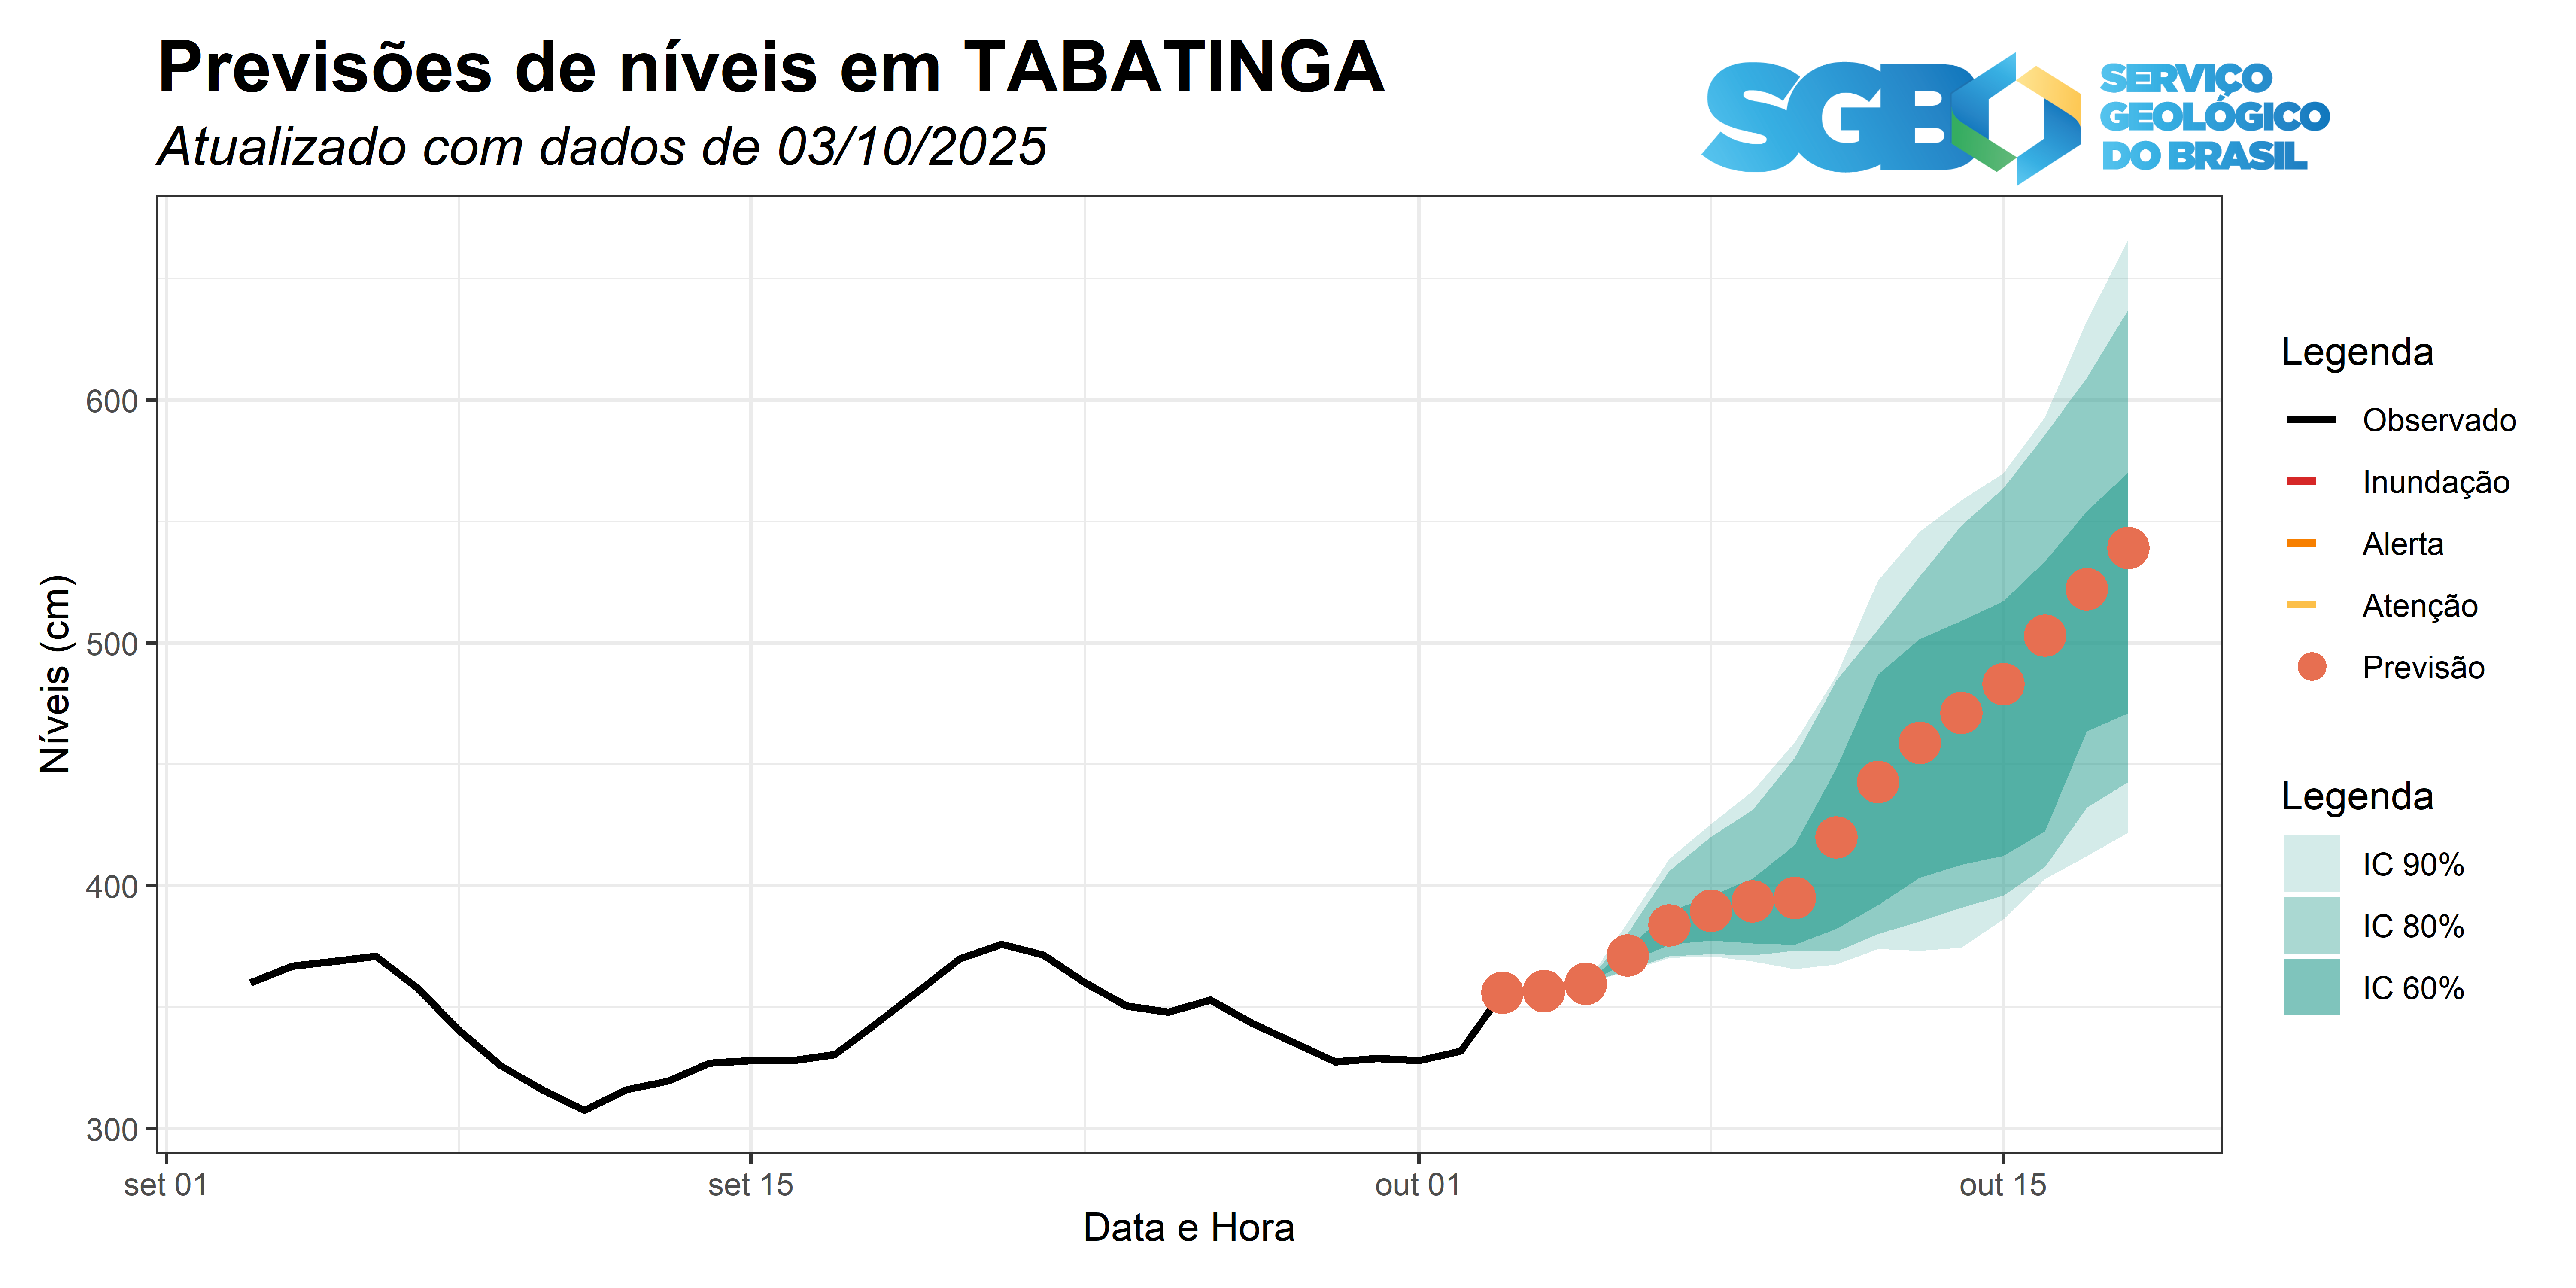 Previsões de níveis em TABATINGA
Atualizado com dados de 03/10/2025
SGB
SERVIÇO
GEOLÓGICO
DO BRASIL
Níveis (cm)
600
500
400
300
set 01
set 15
out 01
out 15
Data e Hora
Legenda
Observado
Inundação
Alerta
Atenção
Previsão
Legenda
IC 90%
IC 80%
IC 60%